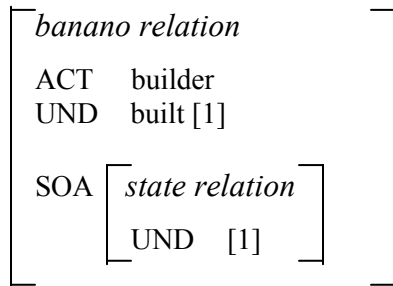 banano relation
ACT builder
UND built [1]
SOA state relation
UND [1]